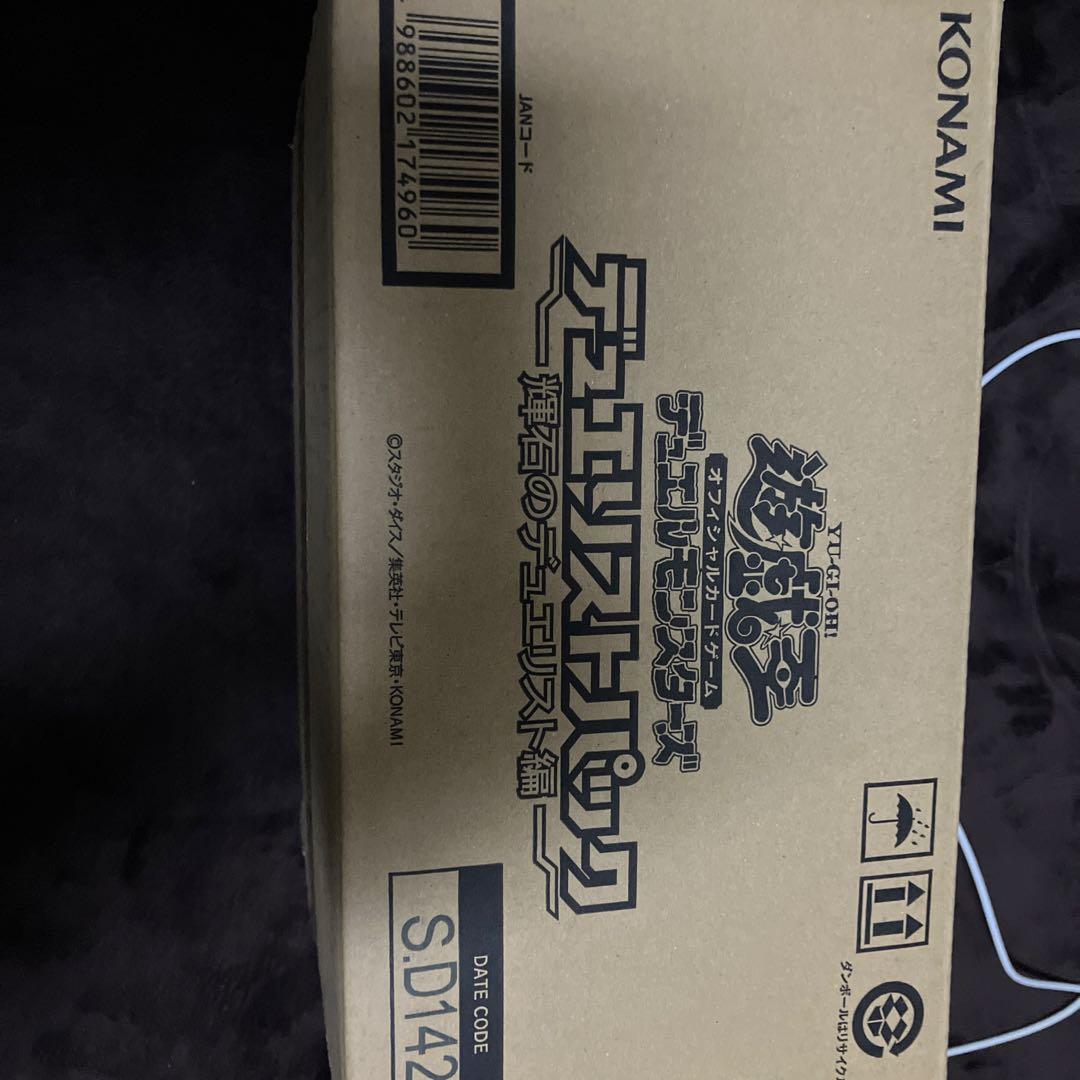 KONAMI
YU-GI-OH!
遊戯王
オフィシャルカードゲーム
デュエルモンスターズ
デュエリストパック
輝石のデュエリスト編
JANコード
988602 174960
©スタジオ・ダイス/集英社・テレビ東京・KONAMI
DATE CODE
S.D142
ダンボールはリサイクル